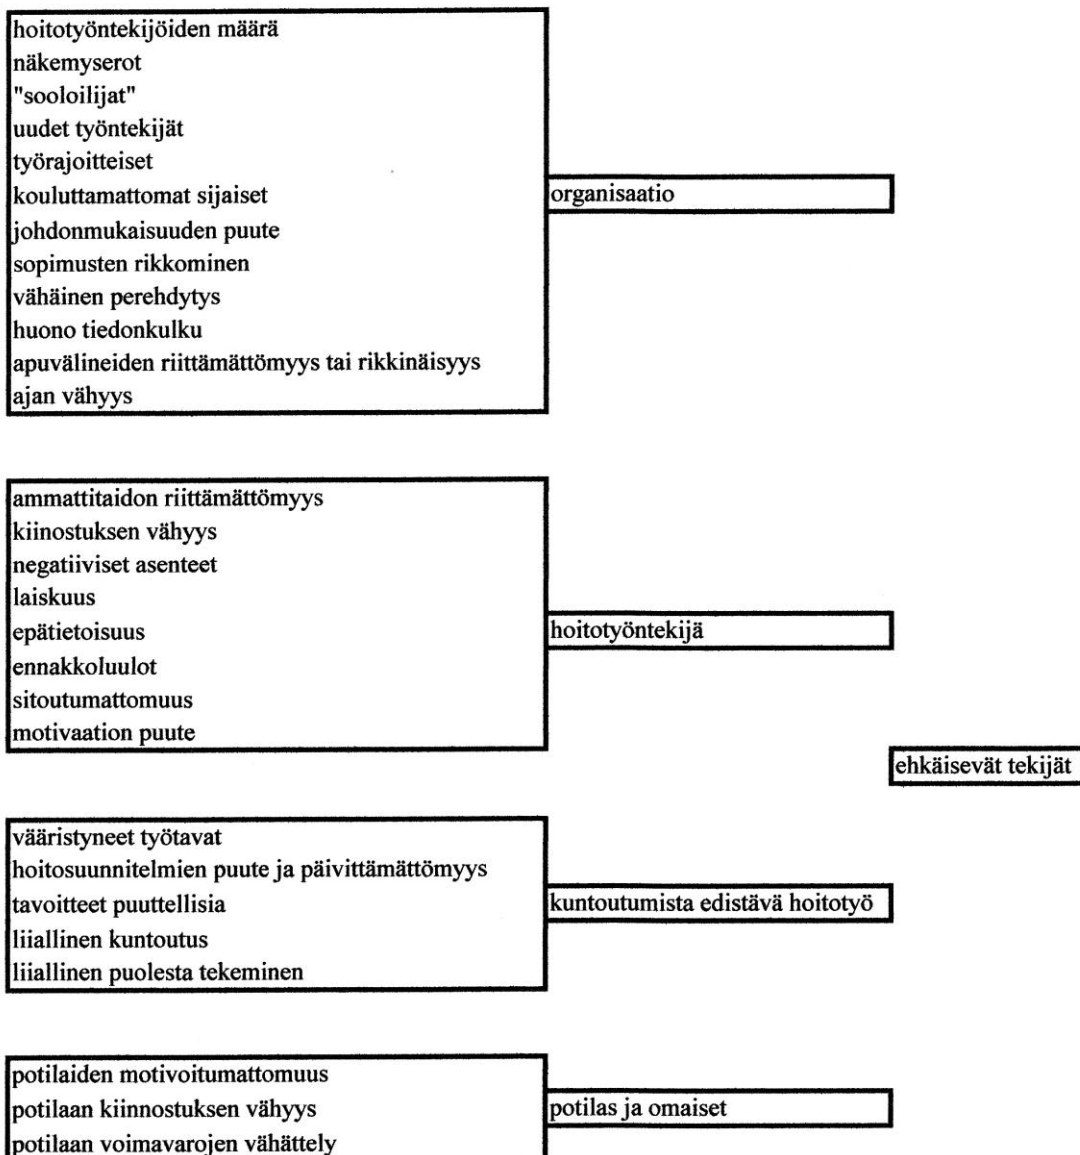 hoitotyöntekijöiden määrä
näkemyserot
"sooloilijat"
uudet työntekijät
työrajoitteiset
kouluttamattomat sijaiset
johdonmukaisuuden puute
sopimusten rikkominen
vähäinen perehdytys
huono tiedonkulku
apuvälineiden riittämättömyys tai rikkinäisyys
ajan vähyys
organisaatio
ammattitaidon riittämättömyys
kiinostuksen vähyys
negatiiviset asenteet
laiskuus
epätietoisuus
ennakkoluulot
sitoutumattomuus
motivaation puute
hoitotyöntekijä
ehkäisevät tekijät
vääristyneet työtavat
hoitosuunnitelmien puute ja päivittämättömyys
tavoitteet puuttellisia
liiallinen kuntoutus
liiallinen puolesta tekeminen
kuntoutumista edistävä hoitotyö
potilaiden motivoitumattomuus
potilaan kiinnostuksen vähyys
potilaan voimavarojen vähättely
potilas ja omaiset